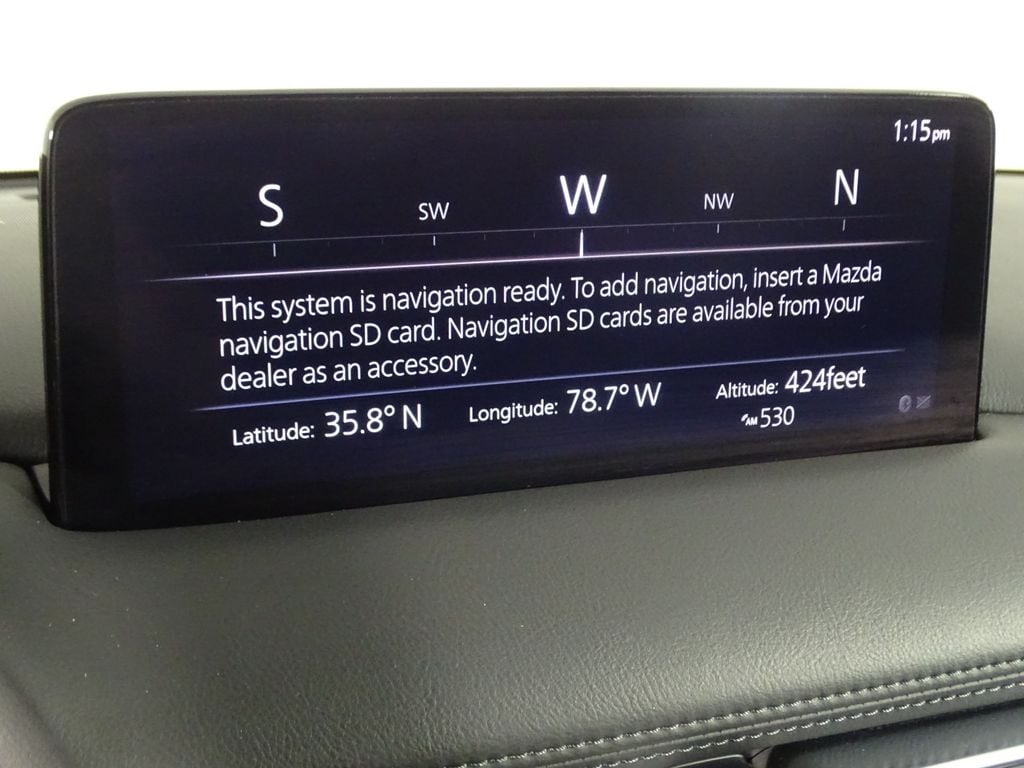 1:15pm
S SW W NW N
This system is navigation ready. To add navigation, insert a Mazda
navigation SD card. Navigation SD cards are available from your
dealer as an accessory.
Latitude: 35.8° N Longitude: 78.7° W Altitude: 424feet
AM 530